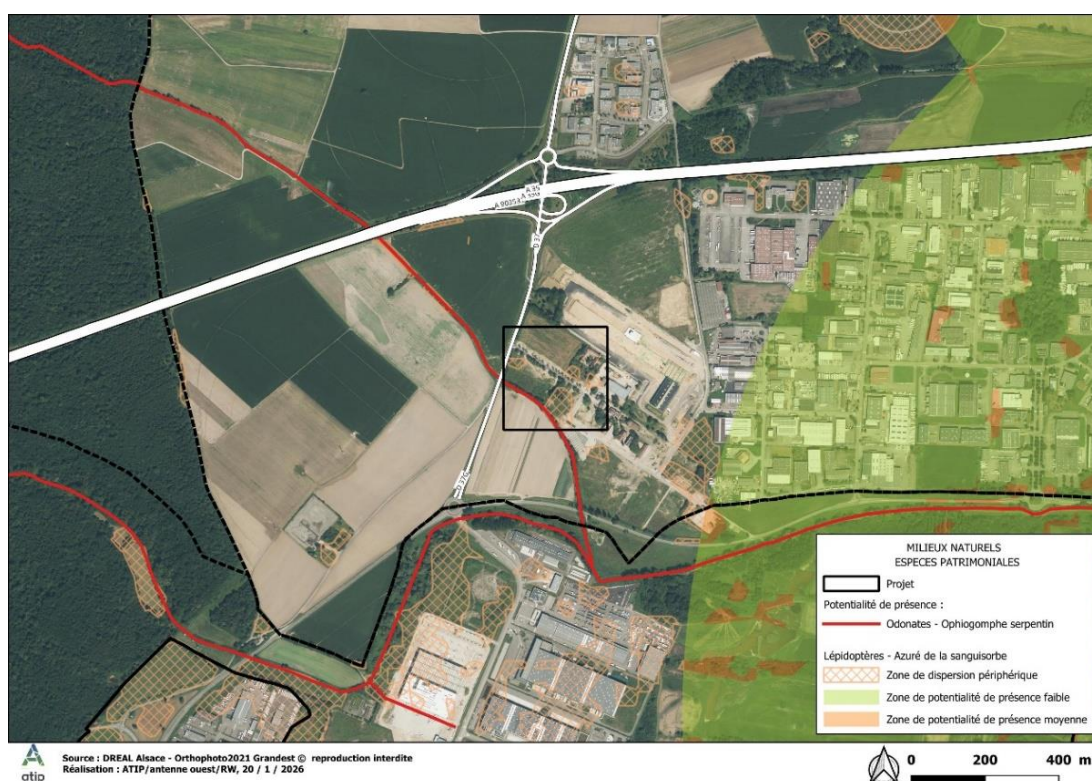 A 35
D 37
D 376
MILIEUX NATURELS
ESPECES PATRIMONIALES
Projet
Potentialité de présence :
Odonates - Ophiogomphe serpentin
Lépidoptères - Azuré de la sanguisorbe
Zone de dispersion périphérique
Zone de potentialité de présence faible
Zone de potentialité de présence moyenne
atip
Source : DREAL Alsace - Orthophoto2021 Grandest © reproduction interdite
Réalisation : ATIP/antenne ouest/RW, 20 / 1 / 2026
0 200 400 m